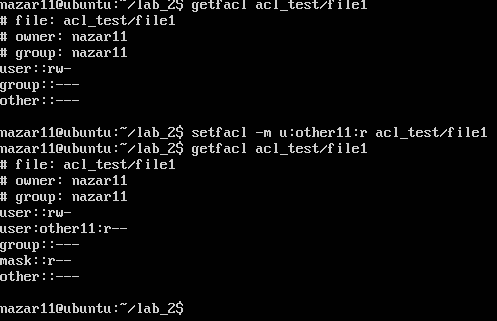 nazar11@ubuntu:~/lab_2$ getfacl acl_test/file1
# file: acl_test/file1
# owner: nazar11
# group: nazar11
user::rw-
group::---
other::---
nazar11@ubuntu:~/lab_2$ setfacl -m u:other11:r acl_test/file1
nazar11@ubuntu:~/lab_2$ getfacl acl_test/file1
# file: acl_test/file1
# owner: nazar11
# group: nazar11
user::rw-
user:other11:r--
group::---
mask::r--
other::---
nazar11@ubuntu:~/lab_2$